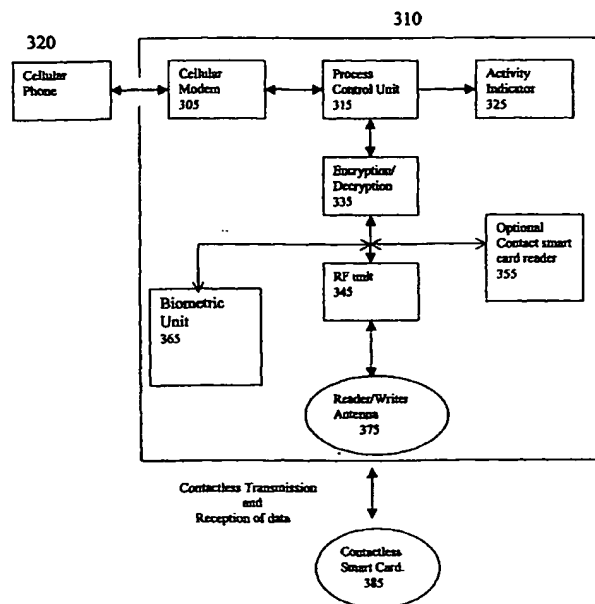 310
320
Cellular
Phone
Cellular
Modem
305
Process
Control Unit
315
Activity
Indicator
325
Encryption/
Decryption
335
Optional
Contact smart
card reader
355
RF unit
345
Biometric
Unit
365
Reader/Writer
Antenna
375
Contactless Transmission
and
Reception of data
Contactless
Smart Card.
385